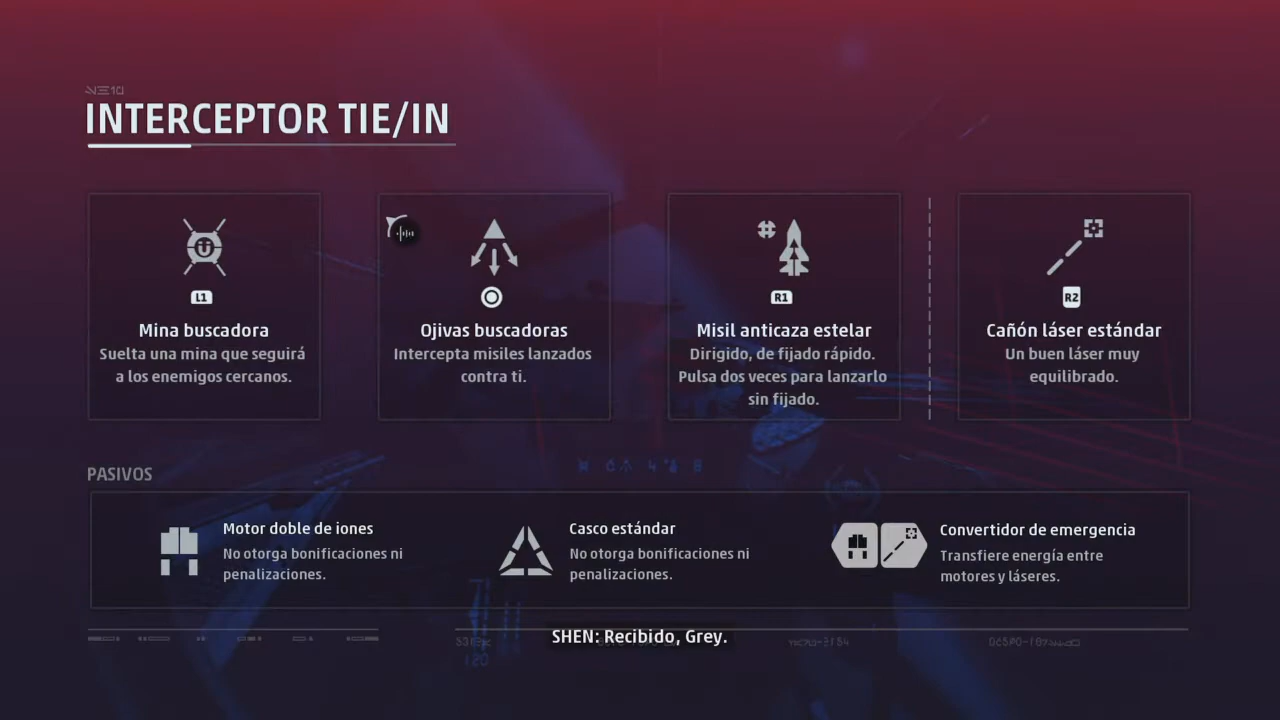 INTERCEPTOR TIE/IN
L1
R1
R2
Mina buscadora
Suelta una mina que seguirá
a los enemigos cercanos.
Ojivas buscadoras
Intercepta misiles lanzados
contra ti.
Misil anticaza estelar
Dirigido, de fijado rápido.
Pulsa dos veces para lanzarlo
sin fijado.
Cañón láser estándar
Un buen láser muy
equilibrado.
PASIVOS
Motor doble de iones
No otorga bonificaciones ni
penalizaciones.
Casco estándar
No otorga bonificaciones ni
penalizaciones.
Convertidor de emergencia
Transfiere energía entre
motores y láseres.
SHEN: Recibido, Grey.